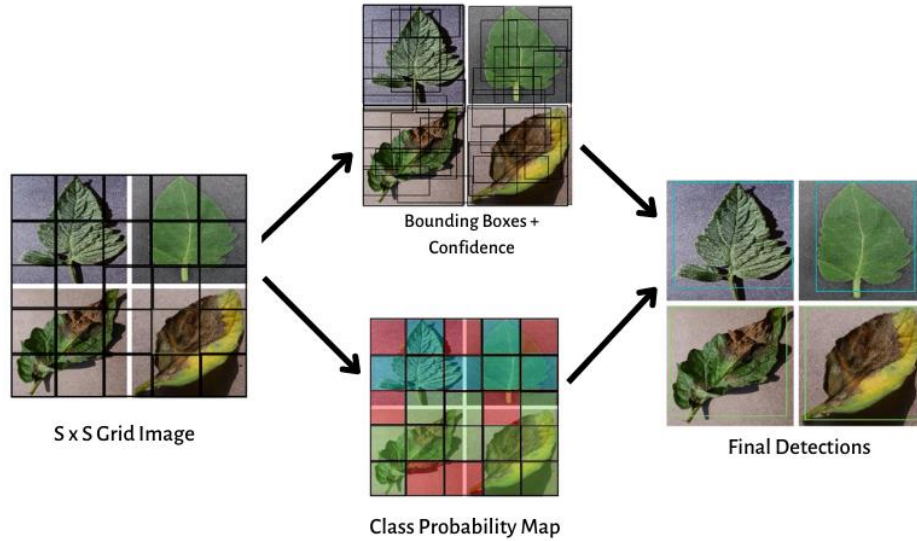 Bounding Boxes +
Confidence
S x S Grid Image
Class Probability Map
Final Detections